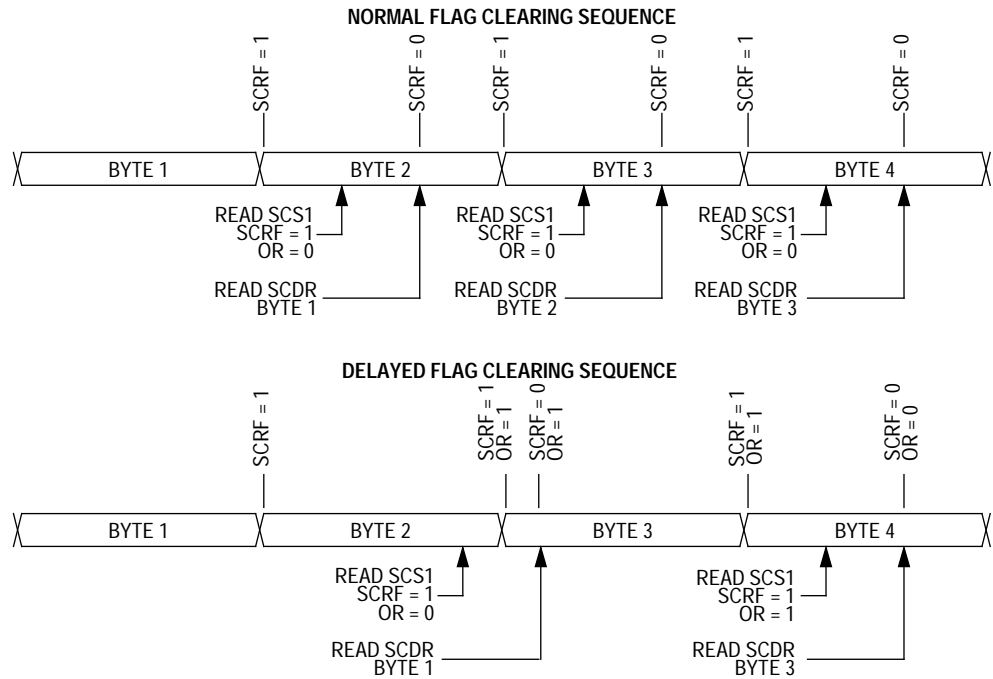 NORMAL FLAG CLEARING SEQUENCE
SCRF = 1
SCRF = 0
SCRF = 1
SCRF = 0
SCRF = 1
SCRF = 0
BYTE 1
BYTE 2
BYTE 3
BYTE 4
READ SCS1
SCRF = 1
OR = 0
READ SCS1
SCRF = 1
OR = 0
READ SCS1
SCRF = 1
OR = 0
READ SCDR
BYTE 1
READ SCDR
BYTE 2
READ SCDR
BYTE 3
DELAYED FLAG CLEARING SEQUENCE
SCRF = 1
SCRF = 1
OR = 1
SCRF = 0
OR = 1
SCRF = 1
OR = 1
SCRF = 0
OR = 0
BYTE 1
BYTE 2
BYTE 3
BYTE 4
READ SCS1
SCRF = 1
OR = 0
READ SCS1
SCRF = 1
OR = 1
READ SCDR
BYTE 1
READ SCDR
BYTE 3